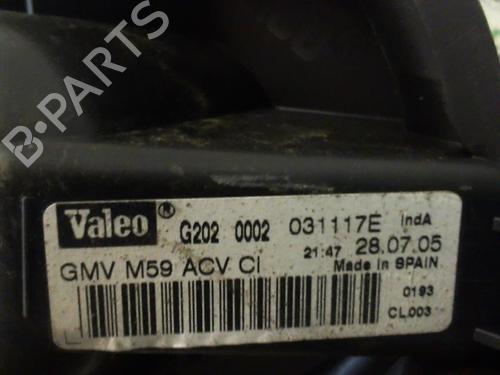 B-PARTS
Valeo® G202 0002 031117E IndA
21:47 28.07.05
GMV M59 ACV CI Made in SPAIN
0193
CL003